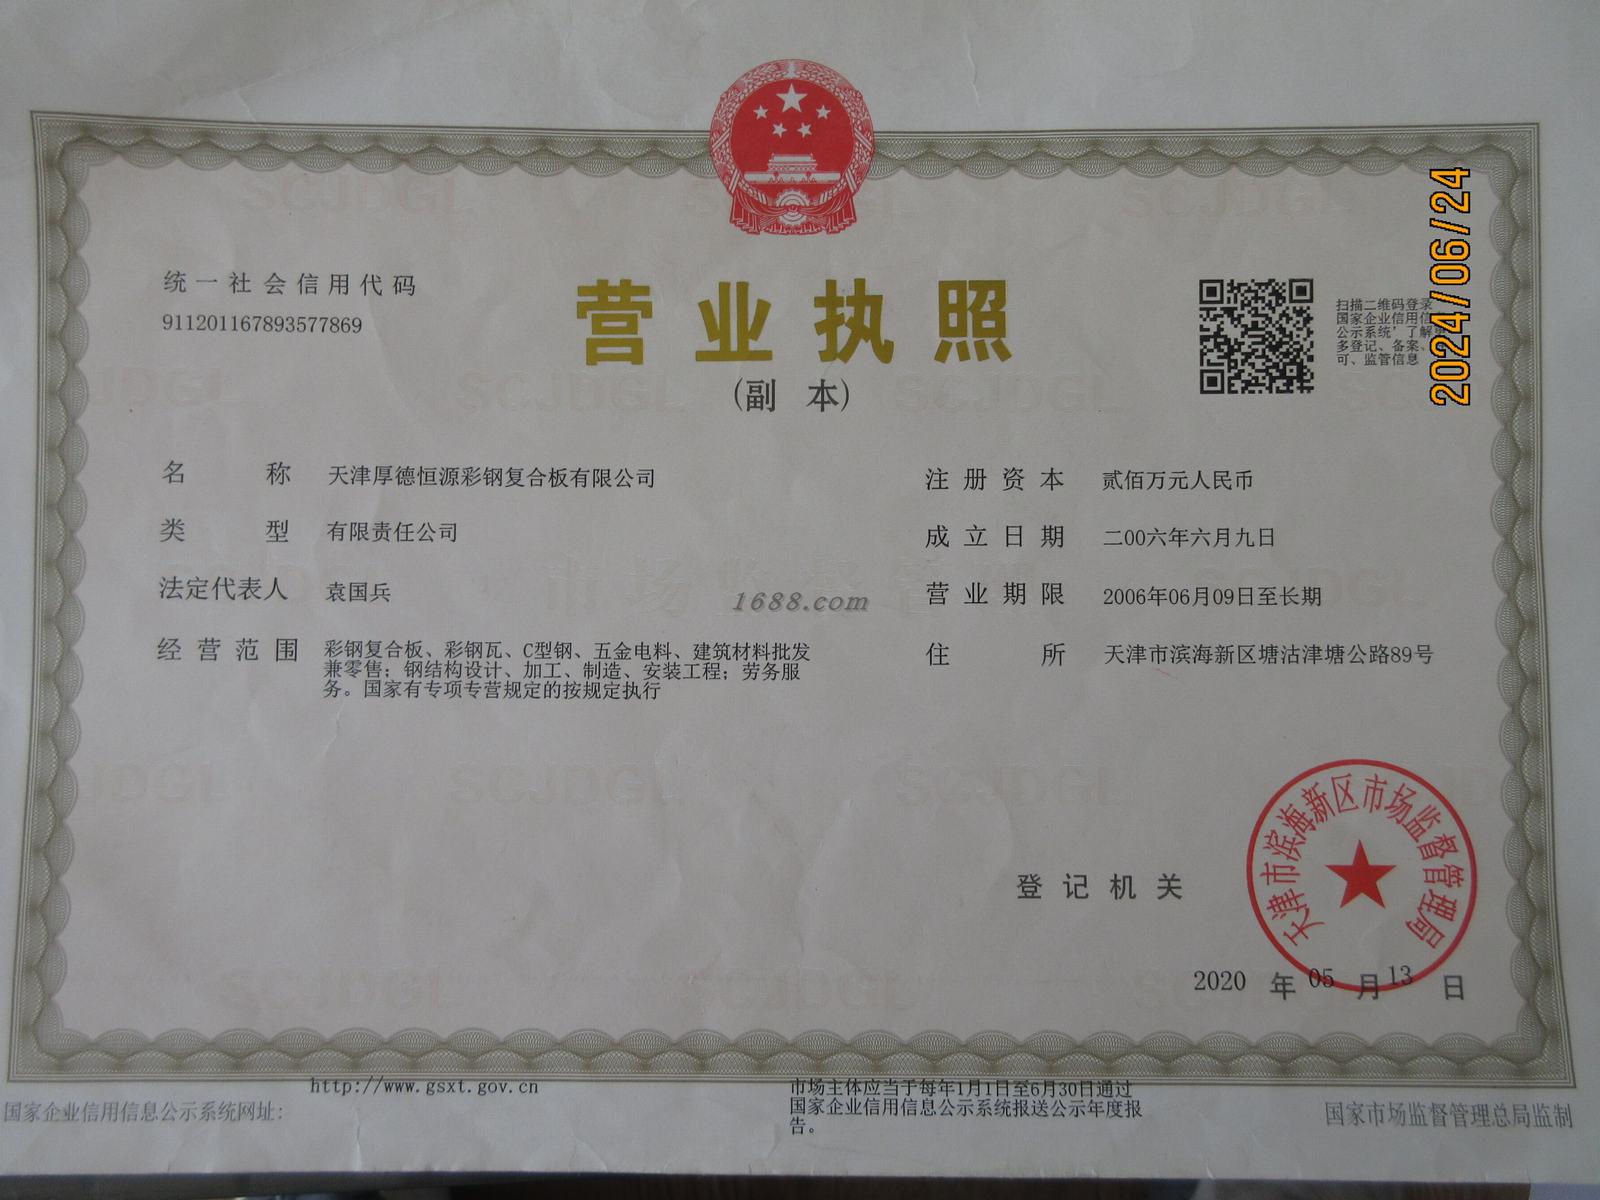 统一社会信用代码
911201167893577869
营业执照
(副 本)
扫描二维码登录
国家企业信用信
公示系统'了解更
多登记、备案、
可、监管信息
2024/06/24
名 称 天津厚德恒源彩钢复合板有限公司
类 型 有限责任公司
法定代表人 袁国兵
经营范围 彩钢复合板、彩钢瓦、C型钢、五金电料、建筑材料批发
兼零售；钢结构设计、加工、制造、安装工程；劳务服
务。国家有专项专营规定的按规定执行
注册资本 贰佰万元人民币
成立日期 二00六年六月九日
营业期限 2006年06月09日至长期
住 所 天津市滨海新区塘沽津塘公路89号
1688.com
登记机关
天津市滨海新区市场监督管理局
2020 年 05 月 13 日
http://www.gsxt.gov.cn
国家企业信用信息公示系统网址：
市场主体应当于每年1月1日至6月30日通过
国家企业信用信息公示系统报送公示年度报
告。
国家市场监督管理总局监制
SCJDGL